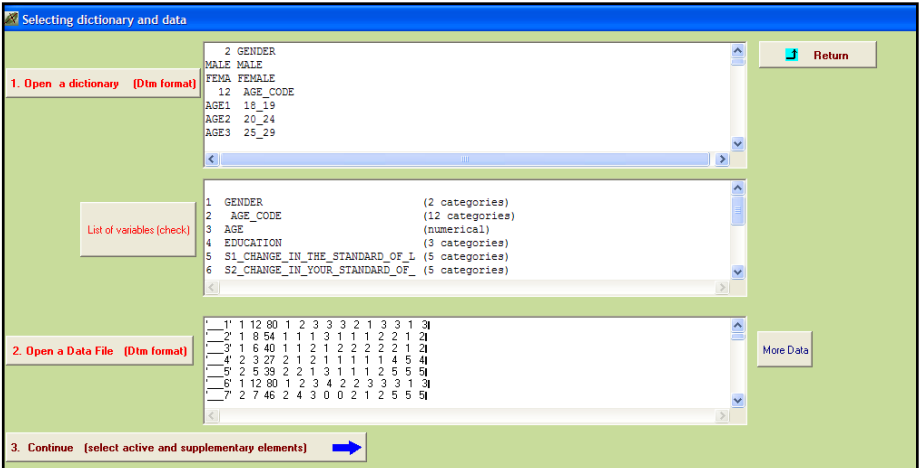 Selecting dictionary and data
2 GENDER
MALE MALE
FEMA FEMALE
12 AGE_CODE
AGE1 18_19
AGE2 20_24
AGE3 25_29
Return
1. Open a dictionary (Dtm format)
List of variables (check)
1 GENDER (2 categories)
2 AGE_CODE (12 categories)
3 AGE (numerical)
4 EDUCATION (3 categories)
5 S1_CHANGE_IN_THE_STANDARD_OF_L (5 categories)
6 S2_CHANGE_IN_YOUR_STANDARD_OF_ (5 categories)
2. Open a Data File (Dtm format)
'___1' 1 12 80 1 2 3 3 3 2 1 3 3 1 3
'___2' 1 8 54 1 1 1 3 1 1 1 2 2 1 2
'___3' 1 6 40 1 1 2 1 2 2 2 2 2 1 2
'___4' 2 3 27 2 1 2 1 1 1 1 1 4 5 4
'___5' 2 5 39 2 2 1 3 1 1 1 2 5 5 5
'___6' 1 12 80 1 2 3 4 2 2 3 3 3 1 3
'___7' 2 7 46 2 4 3 0 0 2 1 2 5 5 5
More Data
3. Continue (select active and supplementary elements)